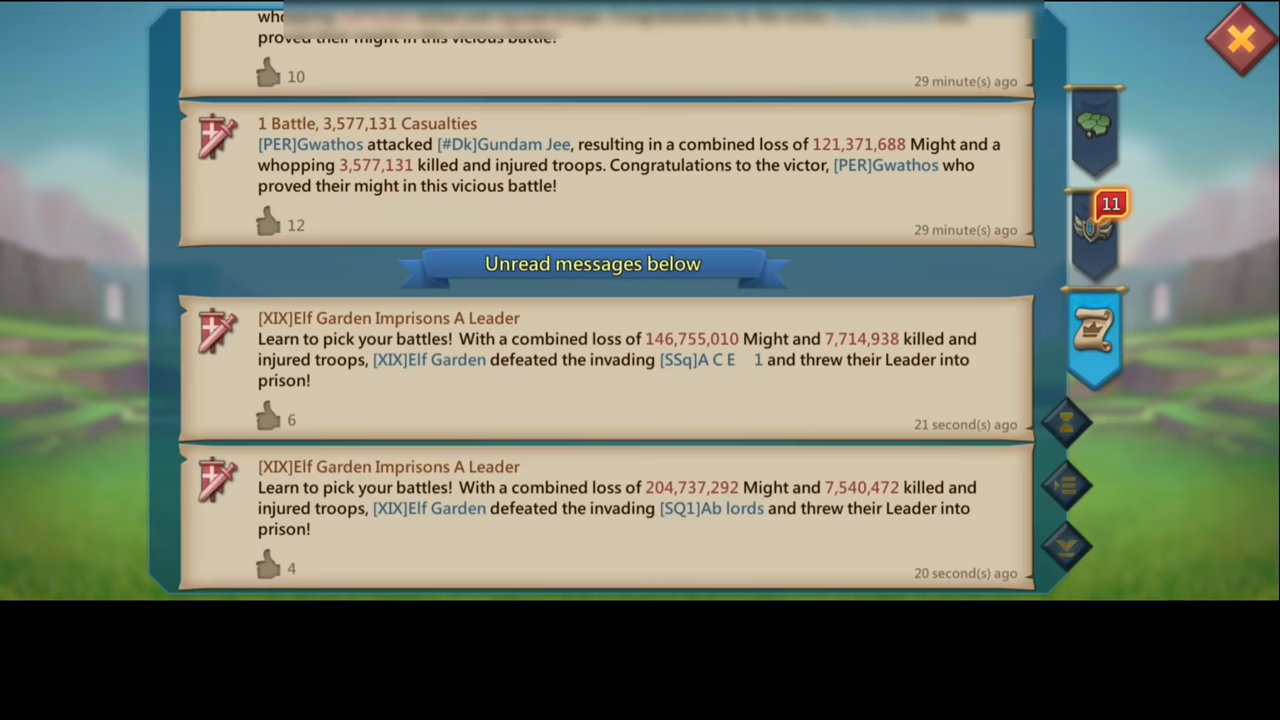 proved their might in this vicious battle!
10
29 minute(s) ago
1 Battle, 3,577,131 Casualties
[PER]Gwathos attacked [#Dk]Gundam Jee, resulting in a combined loss of 121,371,688 Might and a
whopping 3,577,131 killed and injured troops. Congratulations to the victor, [PER]Gwathos who
proved their might in this vicious battle!
12
29 minute(s) ago
11
Unread messages below
[XIX]Elf Garden Imprisons A Leader
Learn to pick your battles! With a combined loss of 146,755,010 Might and 7,714,938 killed and
injured troops, [XIX]Elf Garden defeated the invading [SSq]A C E   1 and threw their Leader into
prison!
6
21 second(s) ago
[XIX]Elf Garden Imprisons A Leader
Learn to pick your battles! With a combined loss of 204,737,292 Might and 7,540,472 killed and
injured troops, [XIX]Elf Garden defeated the invading [SQ1]Ab lords and threw their Leader into
prison!
4
20 second(s) ago